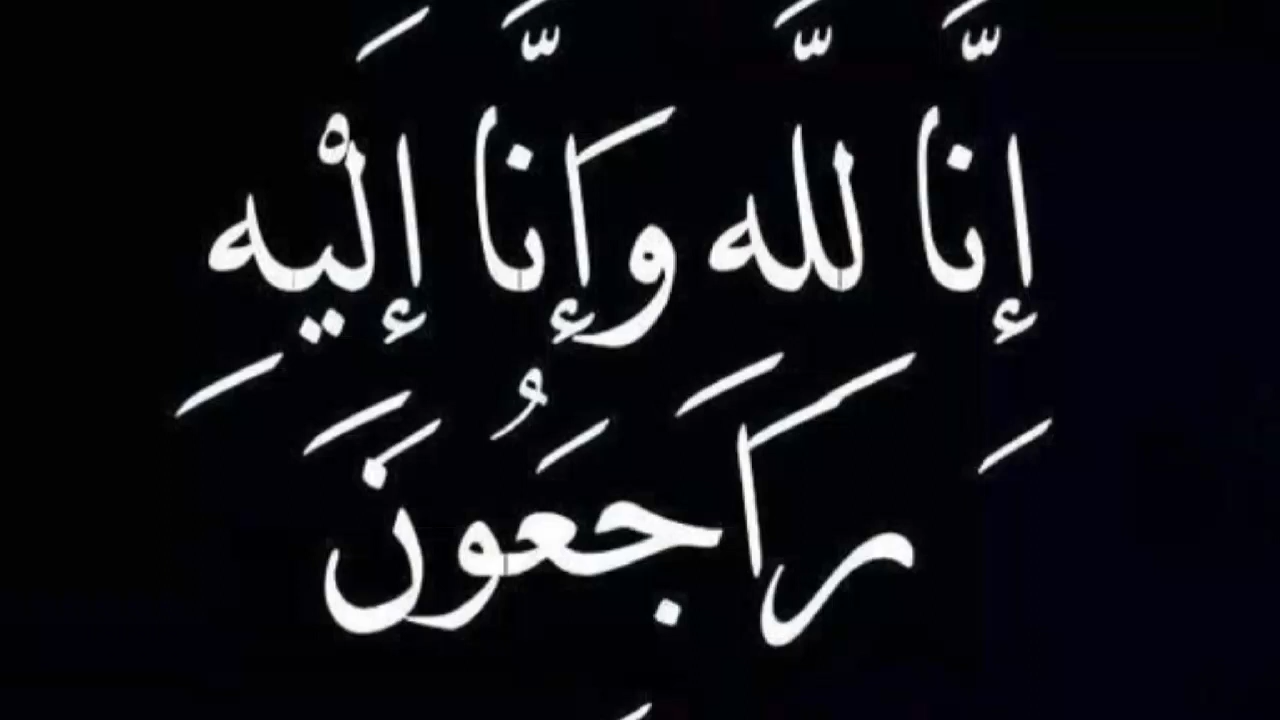 إِنَّا لِلَّهِ وَإِنَّا إِلَيْهِ
رَاجَعُونَ